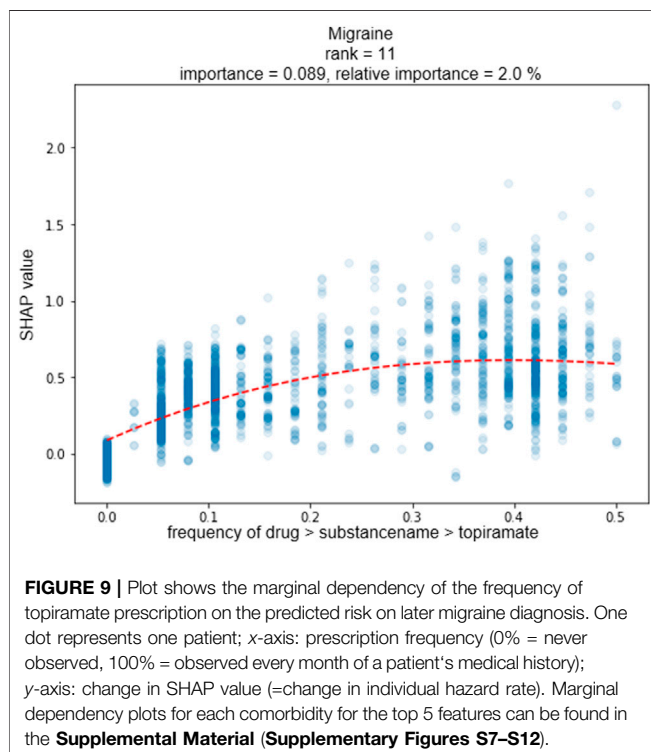 Migraine
rank = 11
importance = 0.089, relative importance = 2.0 %
SHAP value
2.0
1.5
1.0
0.5
0.0
0.0 0.1 0.2 0.3 0.4 0.5
frequency of drug > substancename > topiramate
FIGURE 9 | Plot shows the marginal dependency of the frequency of
topiramate prescription on the predicted risk on later migraine diagnosis. One
dot represents one patient; x-axis: prescription frequency (0% = never
observed, 100% = observed every month of a patient‘s medical history);
y-axis: change in SHAP value (=change in individual hazard rate). Marginal
dependency plots for each comorbidity for the top 5 features can be found in
the Supplemental Material (Supplementary Figures S7–S12).